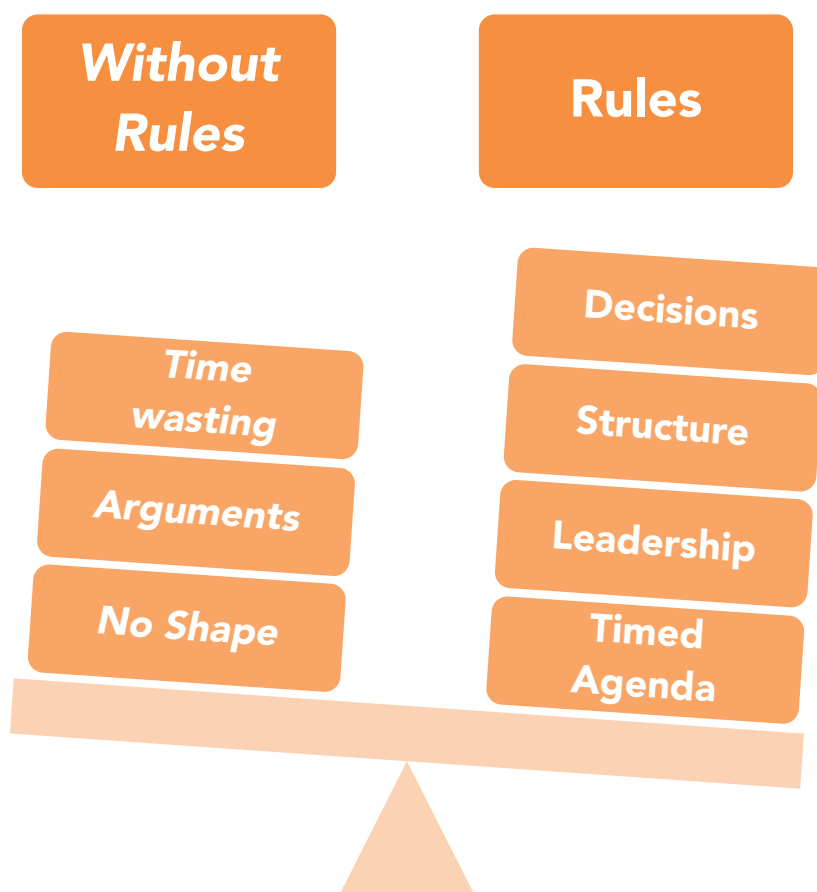 Without
Rules
Rules
Time
wasting
Arguments
No Shape
Decisions
Structure
Leadership
Timed
Agenda